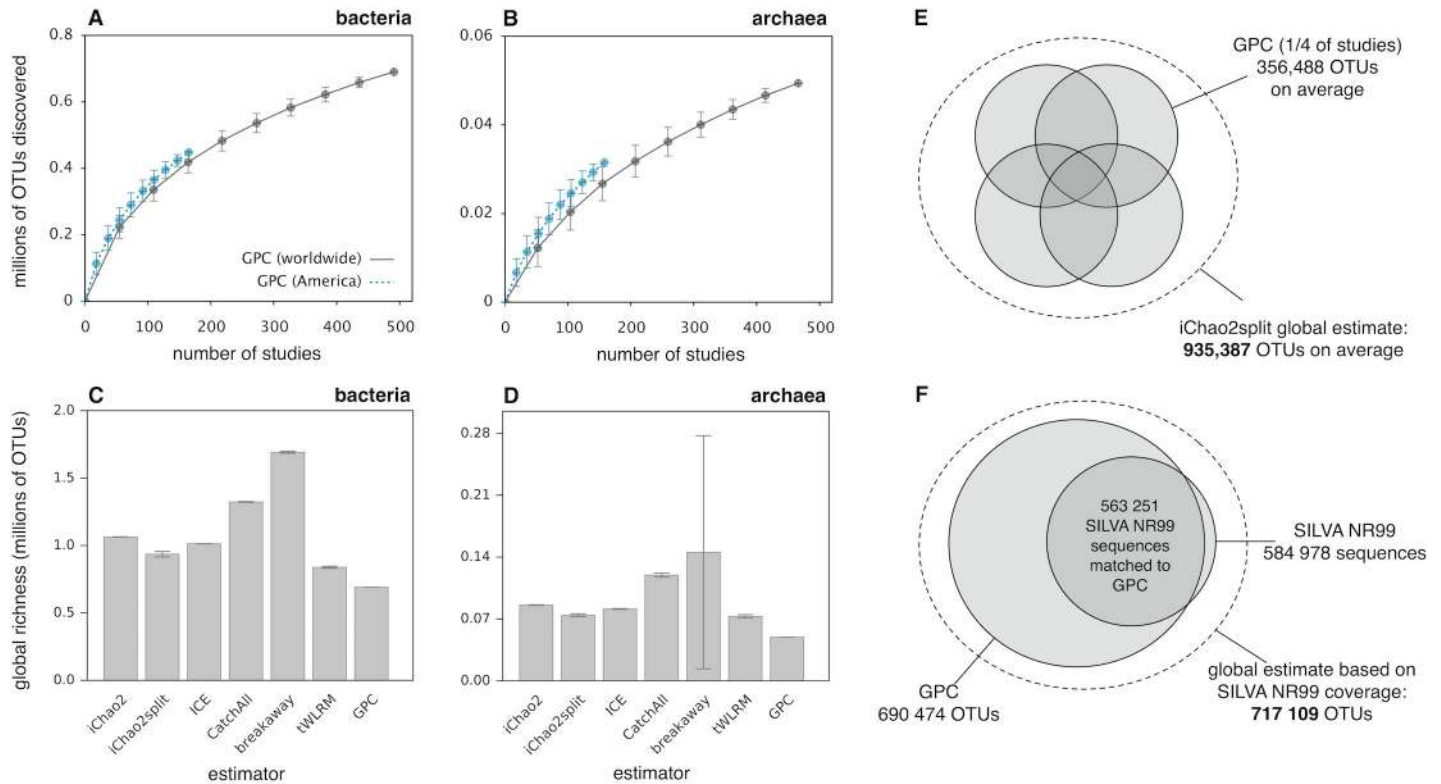 A
bacteria
0.8
0.6
0.4
0.2
0
millions of OTUs discovered
GPC (worldwide)
GPC (America)
0
100
200
300
400
500
number of studies
B
archaea
0.06
0.04
0.02
0
0
100
200
300
400
500
number of studies
C
bacteria
2.0
1.5
1.0
0.5
0.0
global richness (millions of OTUs)
iChao2
iChao2split
ICE
CatchAll
breakaway
tWLRM
GPC
estimator
D
archaea
0.28
0.21
0.14
0.07
0.00
iChao2
iChao2split
ICE
CatchAll
breakaway
tWLRM
GPC
estimator
E
GPC (1/4 of studies)
356,488 OTUs
on average
iChao2split global estimate:
935,387 OTUs on average
F
563 251
SILVA NR99
sequences
matched to
GPC
SILVA NR99
584 978 sequences
GPC
690 474 OTUs
global estimate based on
SILVA NR99 coverage:
717 109 OTUs